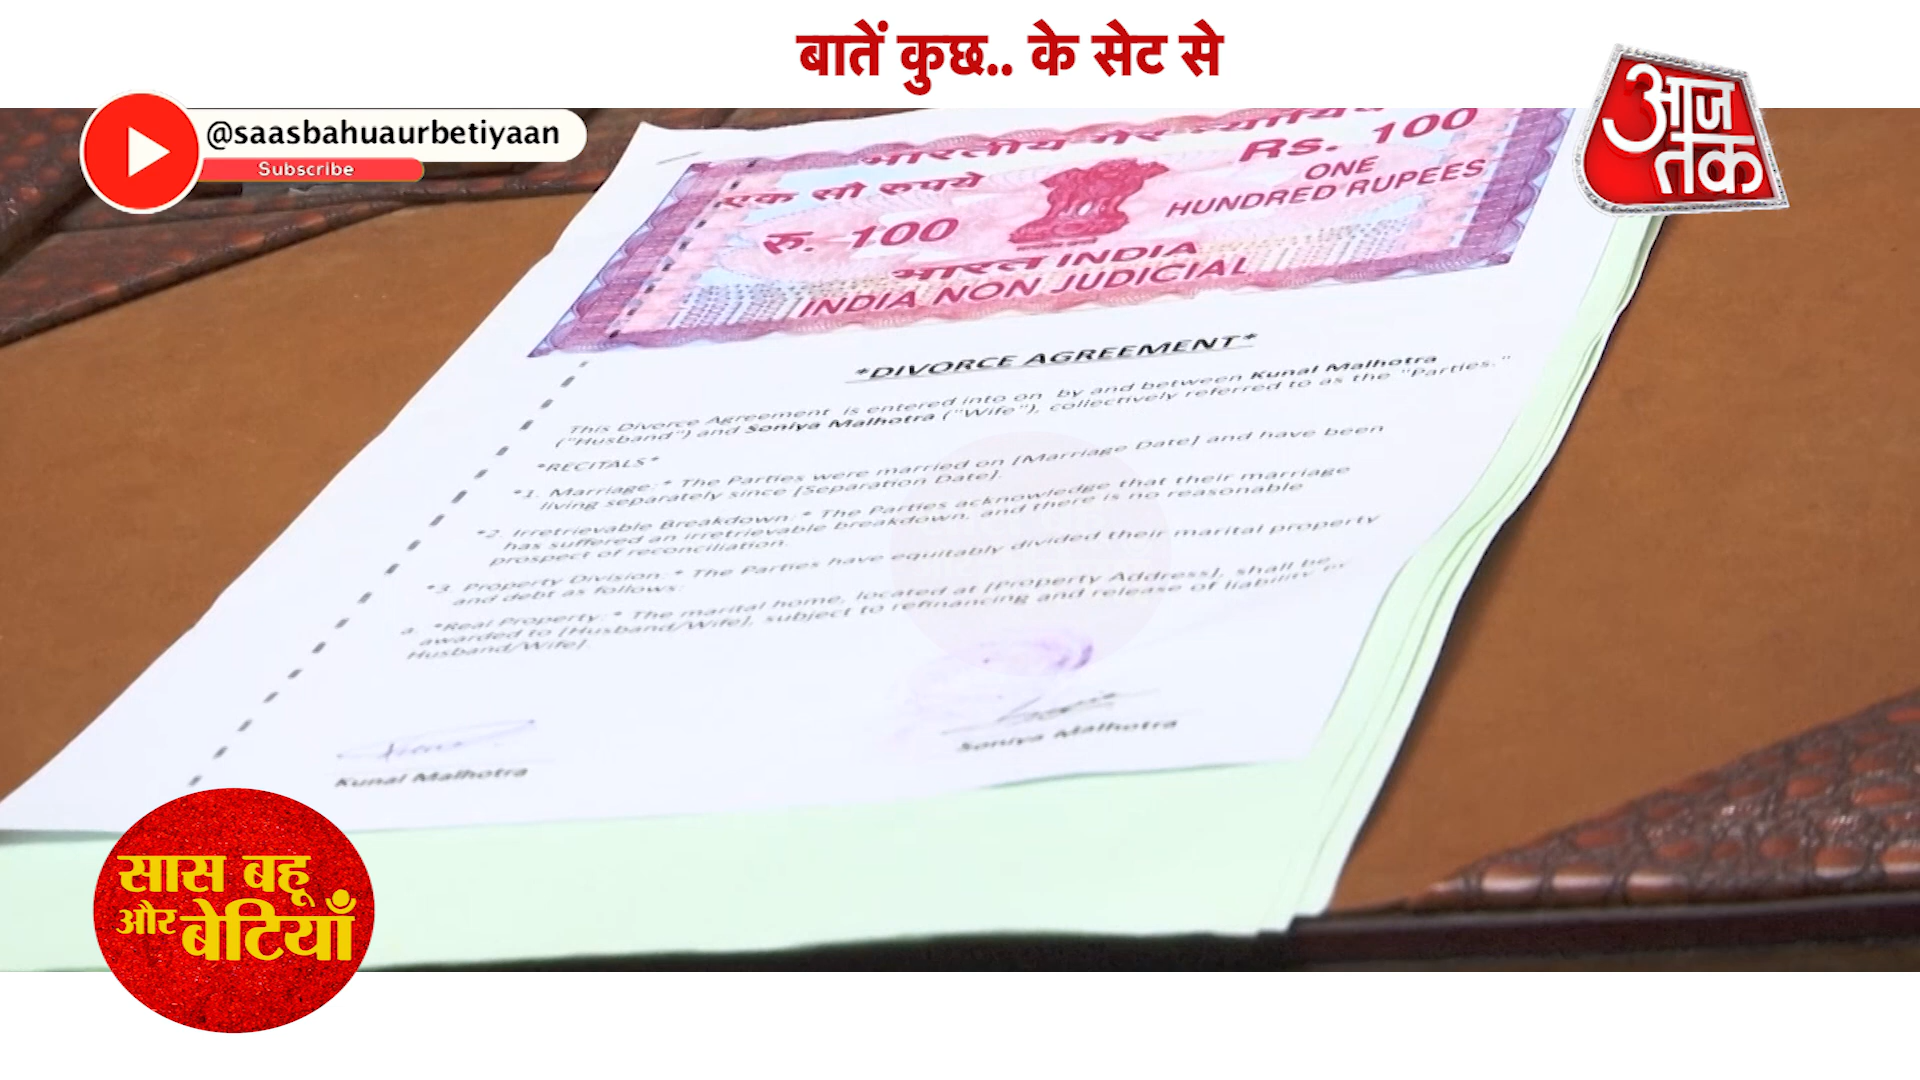 बातें कुछ.. के सेट से
@saasbahuaurbetiyaan
Subscribe
आज
तक
भारतीय गैर न्यायिक
एक सौ रुपये
Rs. 100
रु. 100
ONE
HUNDRED RUPEES
भारत INDIA
INDIA NON JUDICIAL
*DIVORCE AGREEMENT*
This Divorce Agreement is entered into on by and between Kunal Malhotra
("Husband") and Soniya Malhotra ("Wife"), collectively referred to as the "Parties."
*RECITALS*
*1. Marriage:* The Parties were married on [Marriage Date] and have been
living separately since [Separation Date].
*2. Irretrievable Breakdown:* The Parties acknowledge that their marriage
has suffered an irretrievable breakdown, and there is no reasonable
prospect of reconciliation.
*3. Property Division:* The Parties have equitably divided their marital property
and debt as follows:
a. *Real Property:* The marital home, located at [Property Address], shall be
awarded to [Husband/Wife], subject to refinancing and release of liability by
Husband/Wife]
Kunal Malhotra
Soniya Malhotra
सास बहू
और बेटियाँ